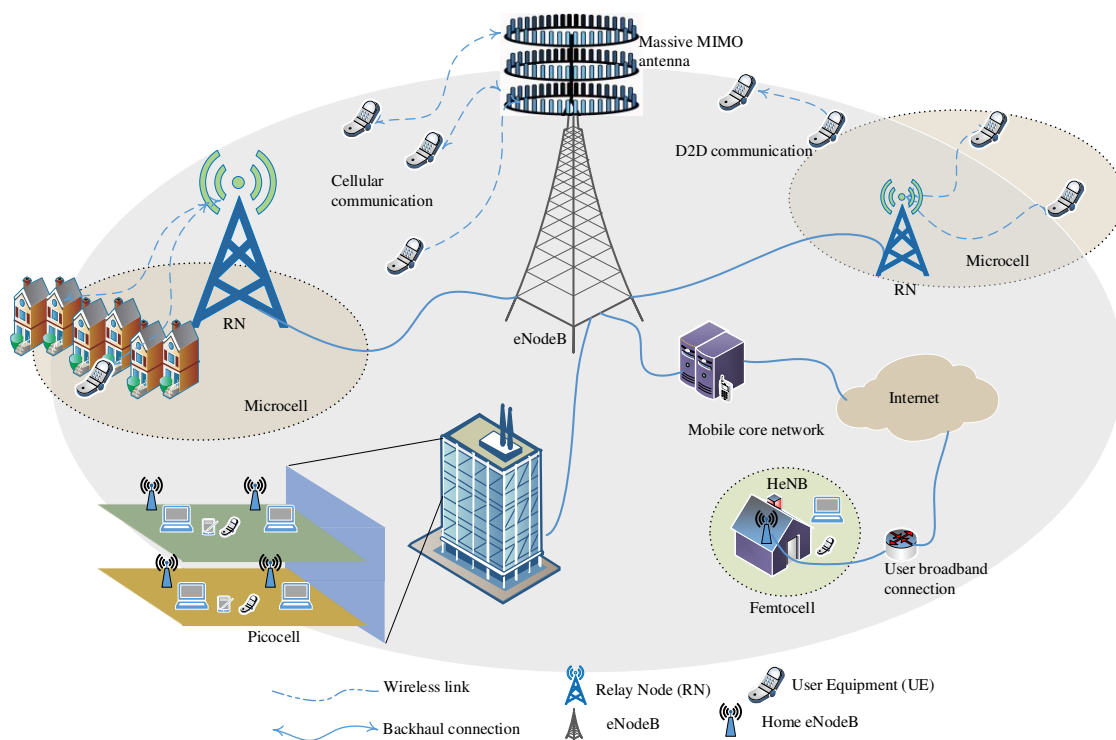 Massive MIMO
antenna
D2D communication
Cellular
communication
Microcell
RN
RN
eNodeB
Microcell
Internet
Mobile core network
HeNB
User broadband
connection
Femtocell
Picocell
Wireless link
Relay Node (RN)
User Equipment (UE)
Backhaul connection
eNodeB
Home eNodeB